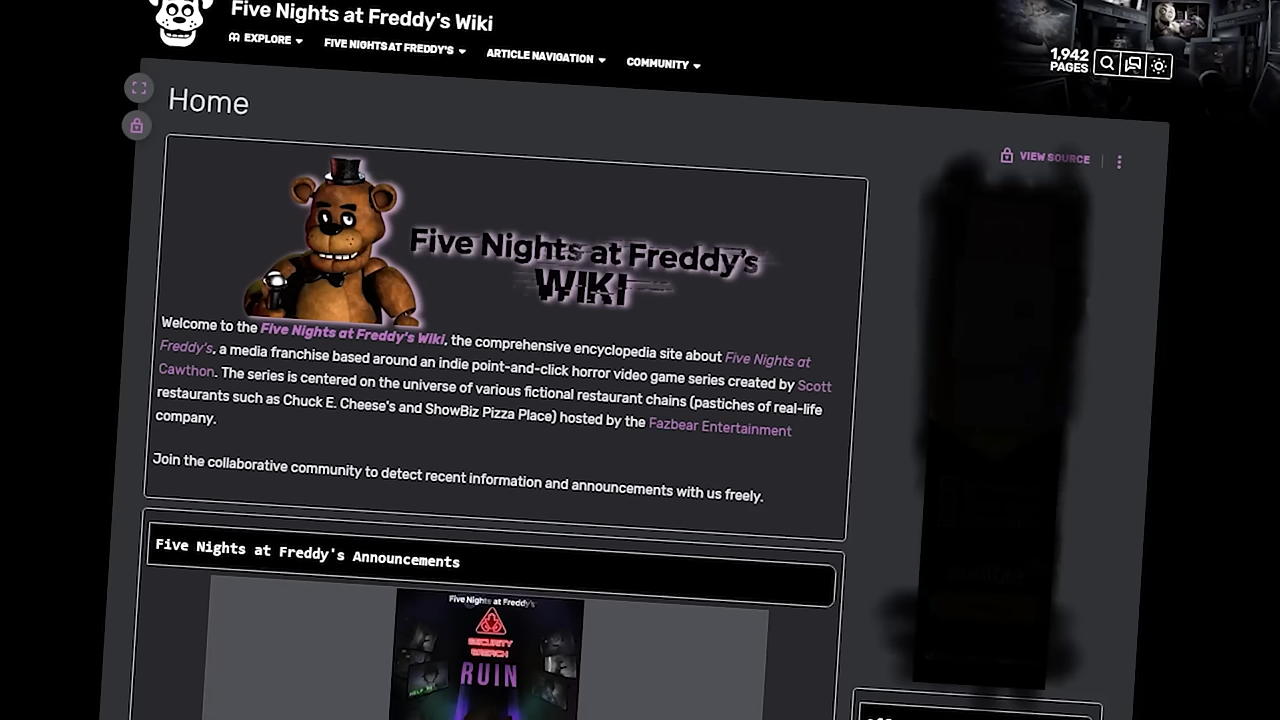 Five Nights at Freddy's Wiki
EXPLORE
FIVE NIGHTS AT FREDDY'S
ARTICLE NAVIGATION
COMMUNITY
1,942
PAGES
Home
VIEW SOURCE
Five Nights at Freddy's
WIKI
Welcome to the Five Nights at Freddy's Wiki, the comprehensive encyclopedia site about Five Nights at
Freddy's, a media franchise based around an indie point-and-click horror video game series created by Scott
Cawthon. The series is centered on the universe of various fictional restaurant chains (pastiches of real-life
restaurants such as Chuck E. Cheese's and ShowBiz Pizza Place) hosted by the Fazbear Entertainment
company.
Join the collaborative community to detect recent information and announcements with us freely.
Five Nights at Freddy's Announcements
Five Nights at Freddy's
SECURITY
BREACH
RUIN